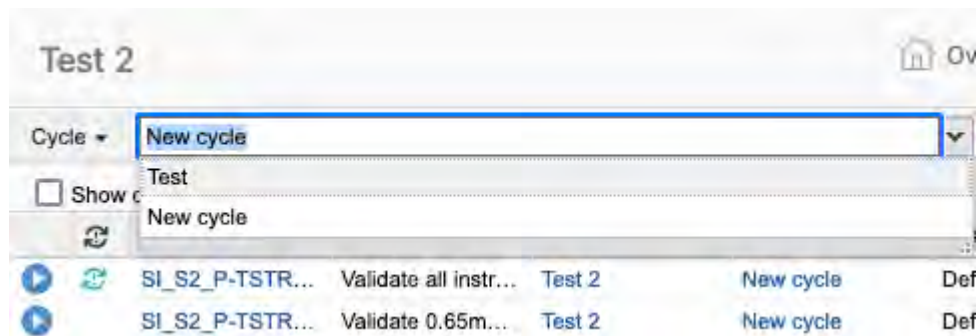 Test 2 Ov
Cycle New cycle
Test
Show
New cycle
SI_S2_P-TSTR... Validate all instr... Test 2 New cycle Def
SI_S2_P-TSTR... Validate 0.65m... Test 2 New cycle Def